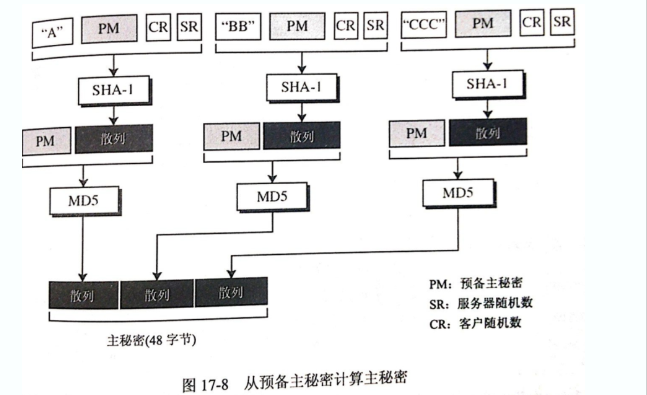 “A” PM CR SR “BB” PM CR SR “CCC” PM CR SR
SHA-1 SHA-1 SHA-1
PM 散列 PM 散列 PM 散列
MD5 MD5 MD5
散列 散列 散列
PM：预备主秘密
SR：服务器随机数
CR：客户随机数
主秘密(48 字节)
图 17-8 从预备主秘密计算主秘密